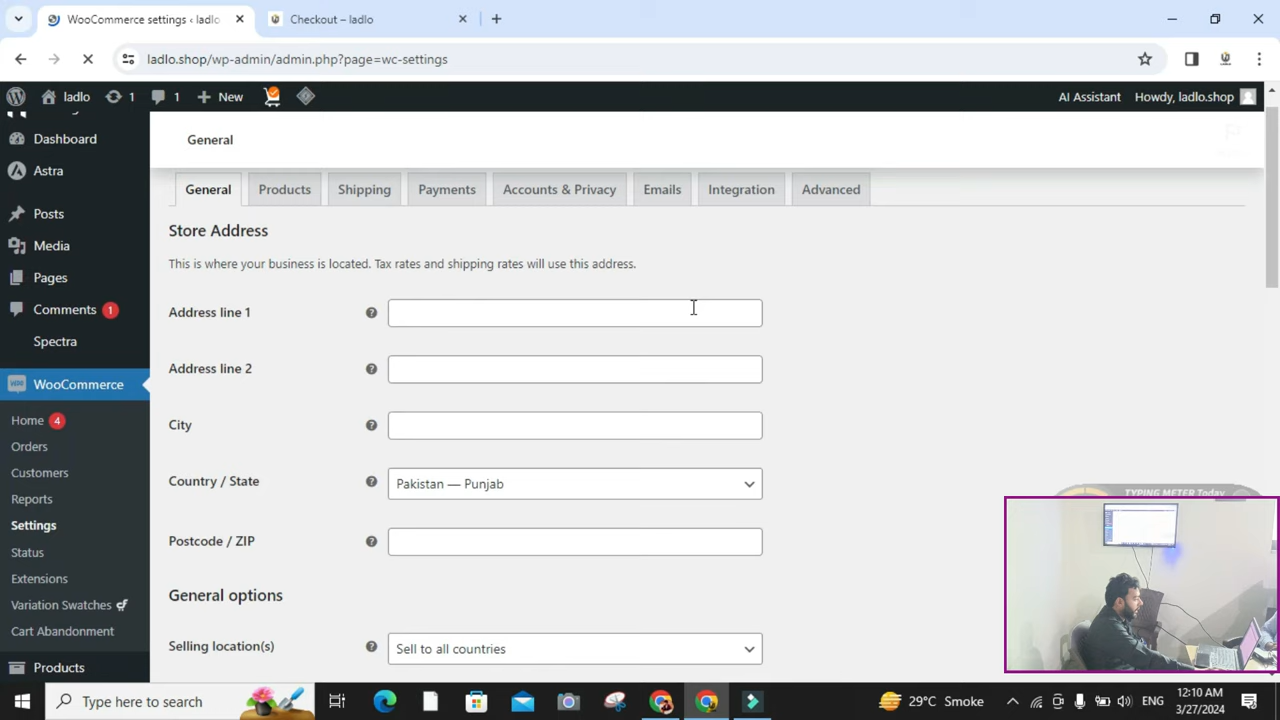 WooCommerce settings ‹ ladlo
Checkout – ladlo
ladlo.shop/wp-admin/admin.php?page=wc-settings
ladlo
1
1
New
AI Assistant
Howdy, ladlo.shop
Dashboard
Astra
Posts
Media
Pages
Comments 1
Spectra
WooCommerce
Home 4
Orders
Customers
Reports
Settings
Status
Extensions
Variation Swatches
Cart Abandonment
Products
General
General
Products
Shipping
Payments
Accounts & Privacy
Emails
Integration
Advanced
Store Address
This is where your business is located. Tax rates and shipping rates will use this address.
Address line 1
Address line 2
City
Country / State
Pakistan — Punjab
Postcode / ZIP
General options
Selling location(s)
Sell to all countries
TYPING METER Today
Type here to search
29°C Smoke
ENG
12:10 AM
3/27/2024